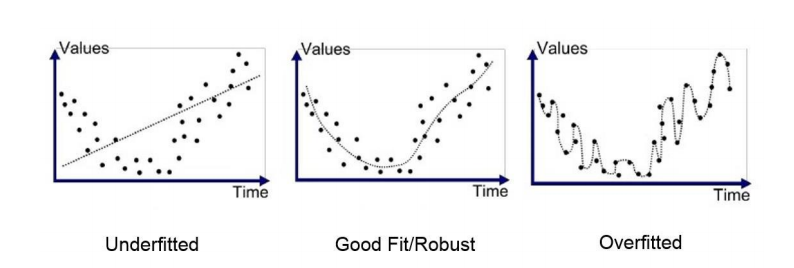 Values
Time
Underfitted
Values
Time
Good Fit/Robust
Values
Time
Overfitted